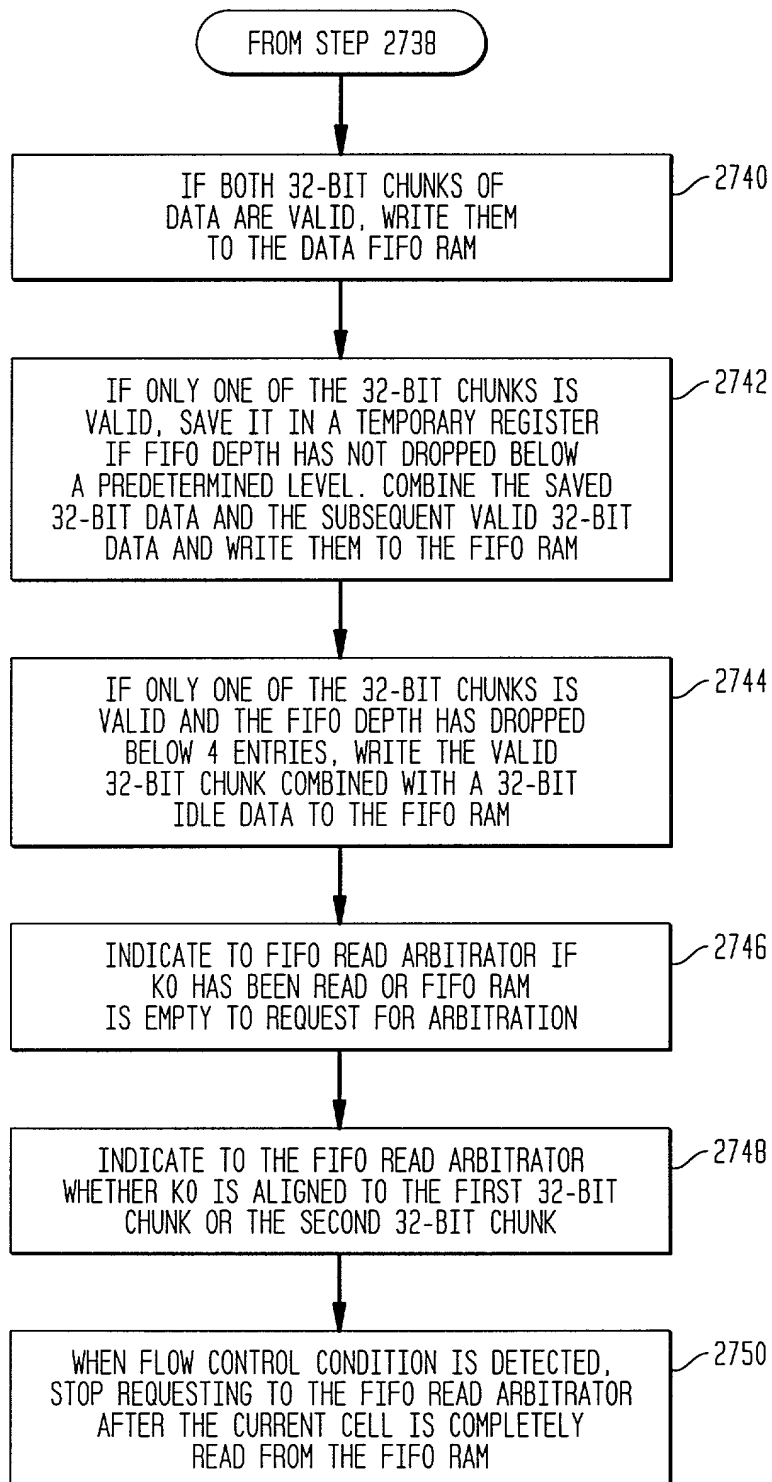 FROM STEP 2738
IF BOTH 32-BIT CHUNKS OF
DATA ARE VALID, WRITE THEM
TO THE DATA FIFO RAM
2740
IF ONLY ONE OF THE 32-BIT CHUNKS IS
VALID, SAVE IT IN A TEMPORARY REGISTER
IF FIFO DEPTH HAS NOT DROPPED BELOW
A PREDETERMINED LEVEL. COMBINE THE SAVED
32-BIT DATA AND THE SUBSEQUENT VALID 32-BIT
DATA AND WRITE THEM TO THE FIFO RAM
2742
IF ONLY ONE OF THE 32-BIT CHUNKS IS
VALID AND THE FIFO DEPTH HAS DROPPED
BELOW 4 ENTRIES, WRITE THE VALID
32-BIT CHUNK COMBINED WITH A 32-BIT
IDLE DATA TO THE FIFO RAM
2744
INDICATE TO FIFO READ ARBITRATOR IF
K0 HAS BEEN READ OR FIFO RAM
IS EMPTY TO REQUEST FOR ARBITRATION
2746
INDICATE TO THE FIFO READ ARBITRATOR
WHETHER K0 IS ALIGNED TO THE FIRST 32-BIT
CHUNK OR THE SECOND 32-BIT CHUNK
2748
WHEN FLOW CONTROL CONDITION IS DETECTED,
STOP REQUESTING TO THE FIFO READ ARBITRATOR
AFTER THE CURRENT CELL IS COMPLETELY
READ FROM THE FIFO RAM
2750